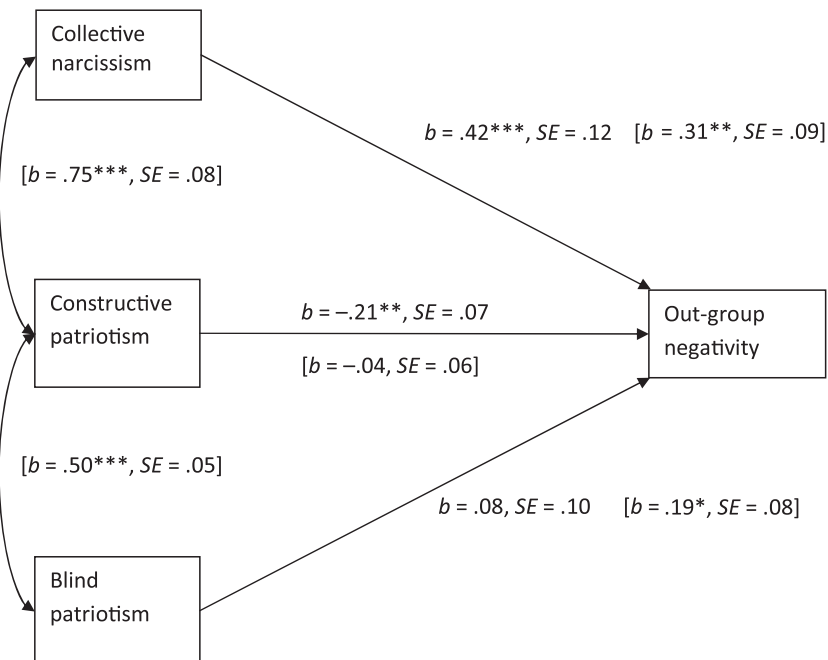 Collective
narcissism
b = .42***, SE = .12 [b = .31**, SE = .09]
[b = .75***, SE = .08]
Constructive
patriotism
b = –.21**, SE = .07
[b = –.04, SE = .06]
Out-group
negativity
[b = .50***, SE = .05]
b = .08, SE = .10 [b = .19*, SE = .08]
Blind
patriotism